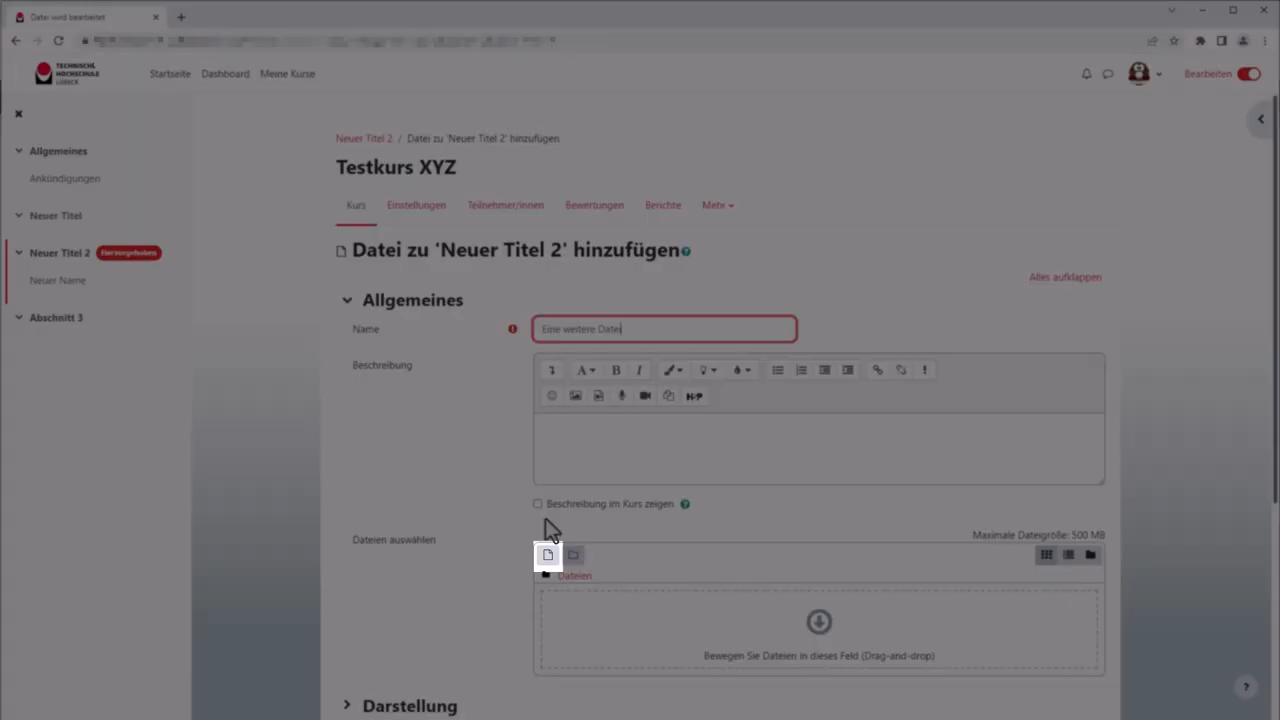 Datei wird bearbeitet
TECHNISCHE
HOCHSCHULE
LÜBECK
Startseite Dashboard Meine Kurse
Bearbeiten
Allgemeines
Ankündigungen
Neuer Titel
Neuer Titel 2 Hervorgehoben
Neuer Name
Abschnitt 3
Neuer Titel 2 / Datei zu 'Neuer Titel 2' hinzufügen
Testkurs XYZ
Kurs Einstellungen Teilnehmer/innen Bewertungen Berichte Mehr
Datei zu 'Neuer Titel 2' hinzufügen
Alles aufklappen
Allgemeines
Name Eine weitere Datei
Beschreibung
A B I
H5P
Beschreibung im Kurs zeigen
Dateien auswählen Maximale Dateigröße: 500 MB
Dateien
Bewegen Sie Dateien in dieses Feld (Drag-and-drop)
Darstellung